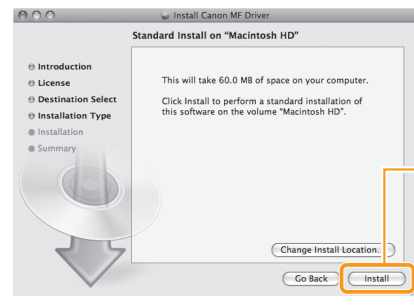 Install Canon MF Driver
Standard Install on "Macintosh HD"
Introduction
License
Destination Select
Installation Type
Installation
Summary
This will take 60.0 MB of space on your computer.
Click Install to perform a standard installation of
this software on the volume "Macintosh HD".
Change Install Location...
Go Back
Install